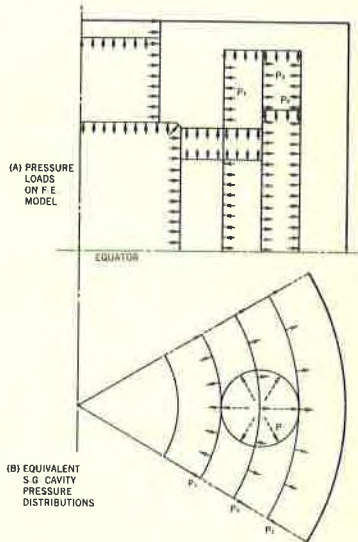 (A) PRESSURE
LOADS
ON F.E
MODEL
EQUATOR
(B) EQUIVALENT
S.G. CAVITY
PRESSURE
DISTRIBUTIONS
P